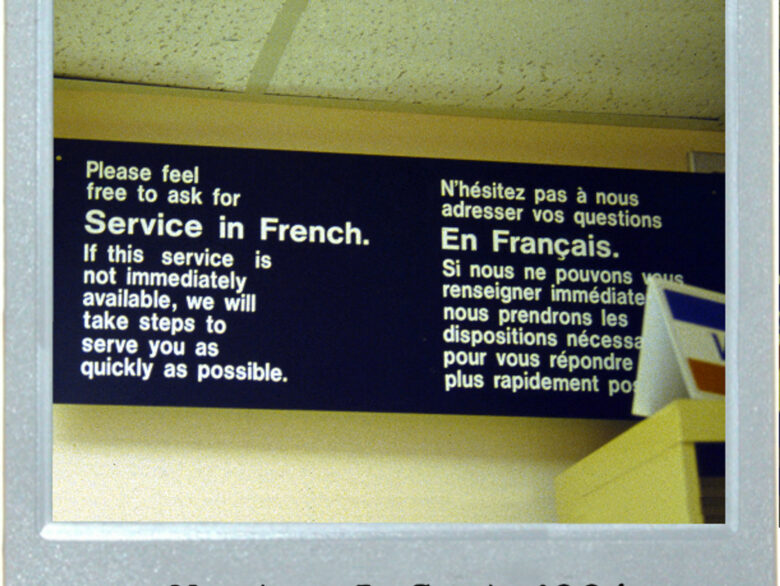 Please feel
free to ask for
Service in French.
If this service is
not immediately
available, we will
take steps to
serve you as
quickly as possible.
N'hésitez pas à nous
adresser vos questions
En Français.
Si nous ne pouvons vous
renseigner
nous prendrons les
dispositions
pour vous répondre
plus rapidement